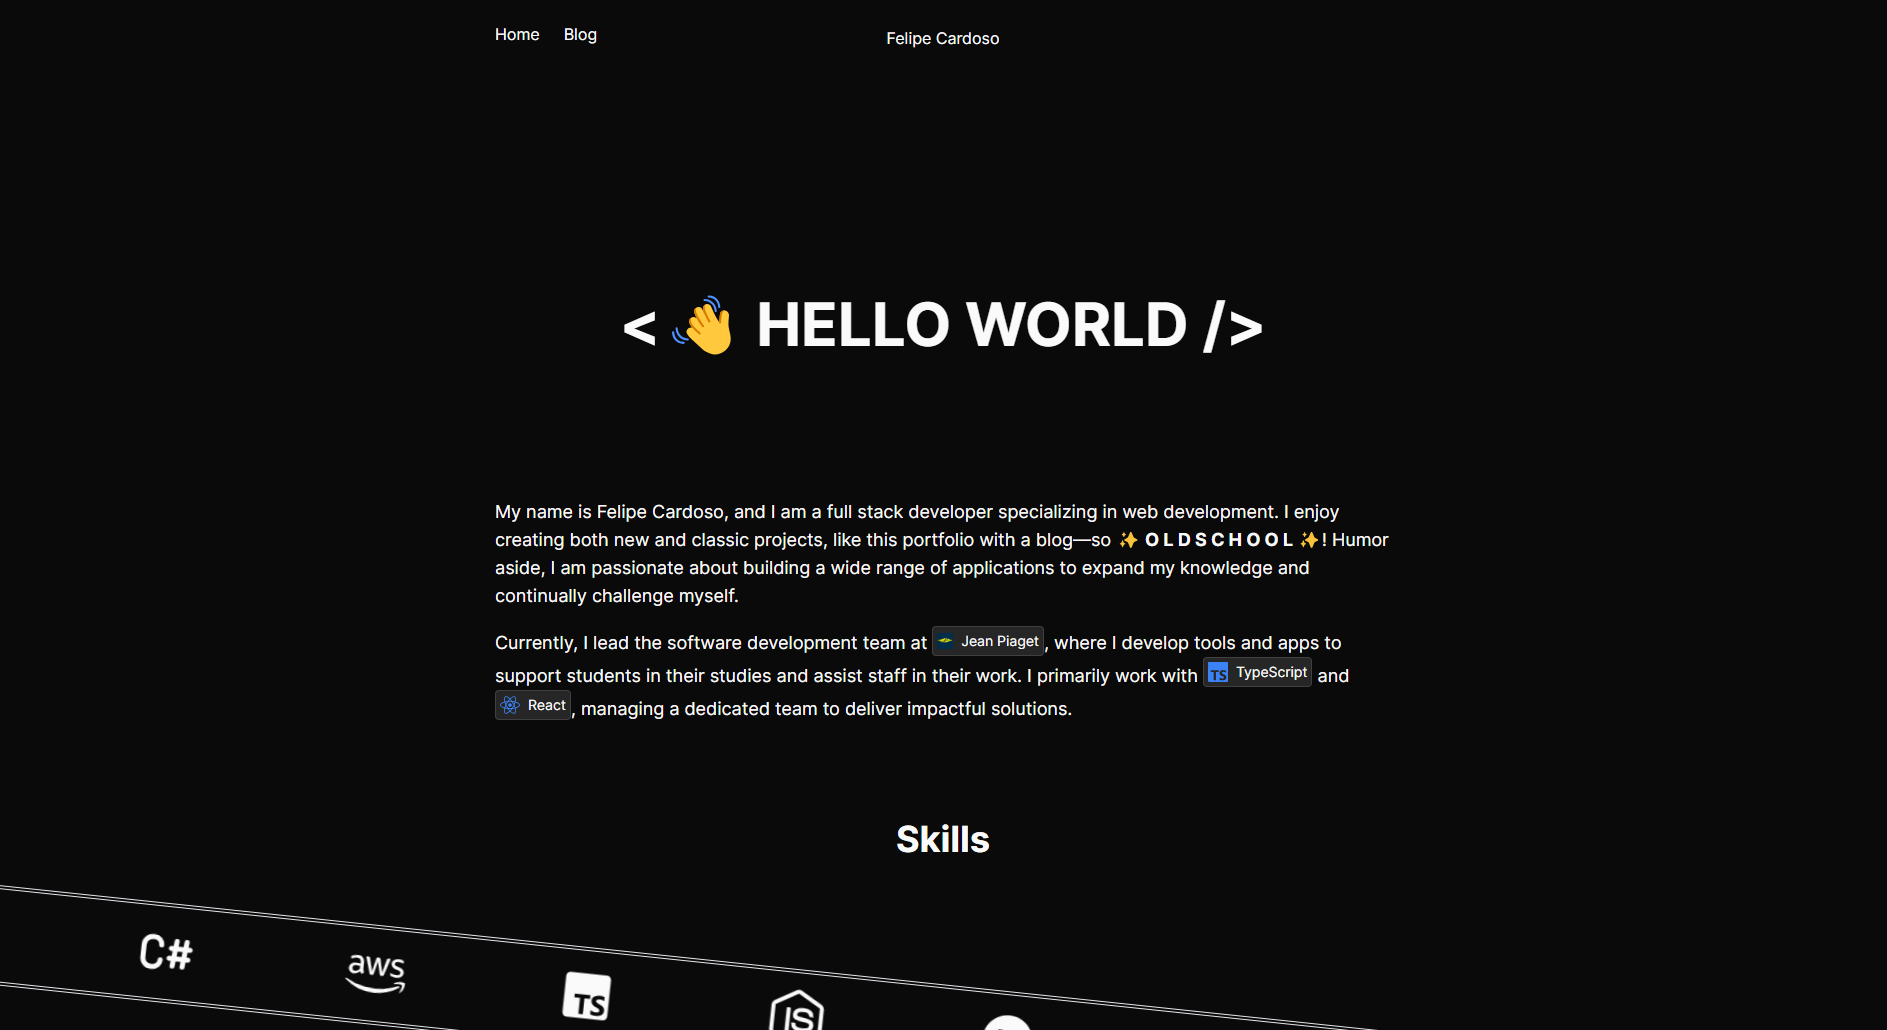 Home Blog Felipe Cardoso
< 👋 HELLO WORLD />
My name is Felipe Cardoso, and I am a full stack developer specializing in web development. I enjoy
creating both new and classic projects, like this portfolio with a blog—so ✨ O L D S C H O O L ✨! Humor
aside, I am passionate about building a wide range of applications to expand my knowledge and
continually challenge myself.
Currently, I lead the software development team at Jean Piaget, where I develop tools and apps to
support students in their studies and assist staff in their work. I primarily work with TS TypeScript and
React, managing a dedicated team to deliver impactful solutions.
Skills
C#
aws
TS
JS